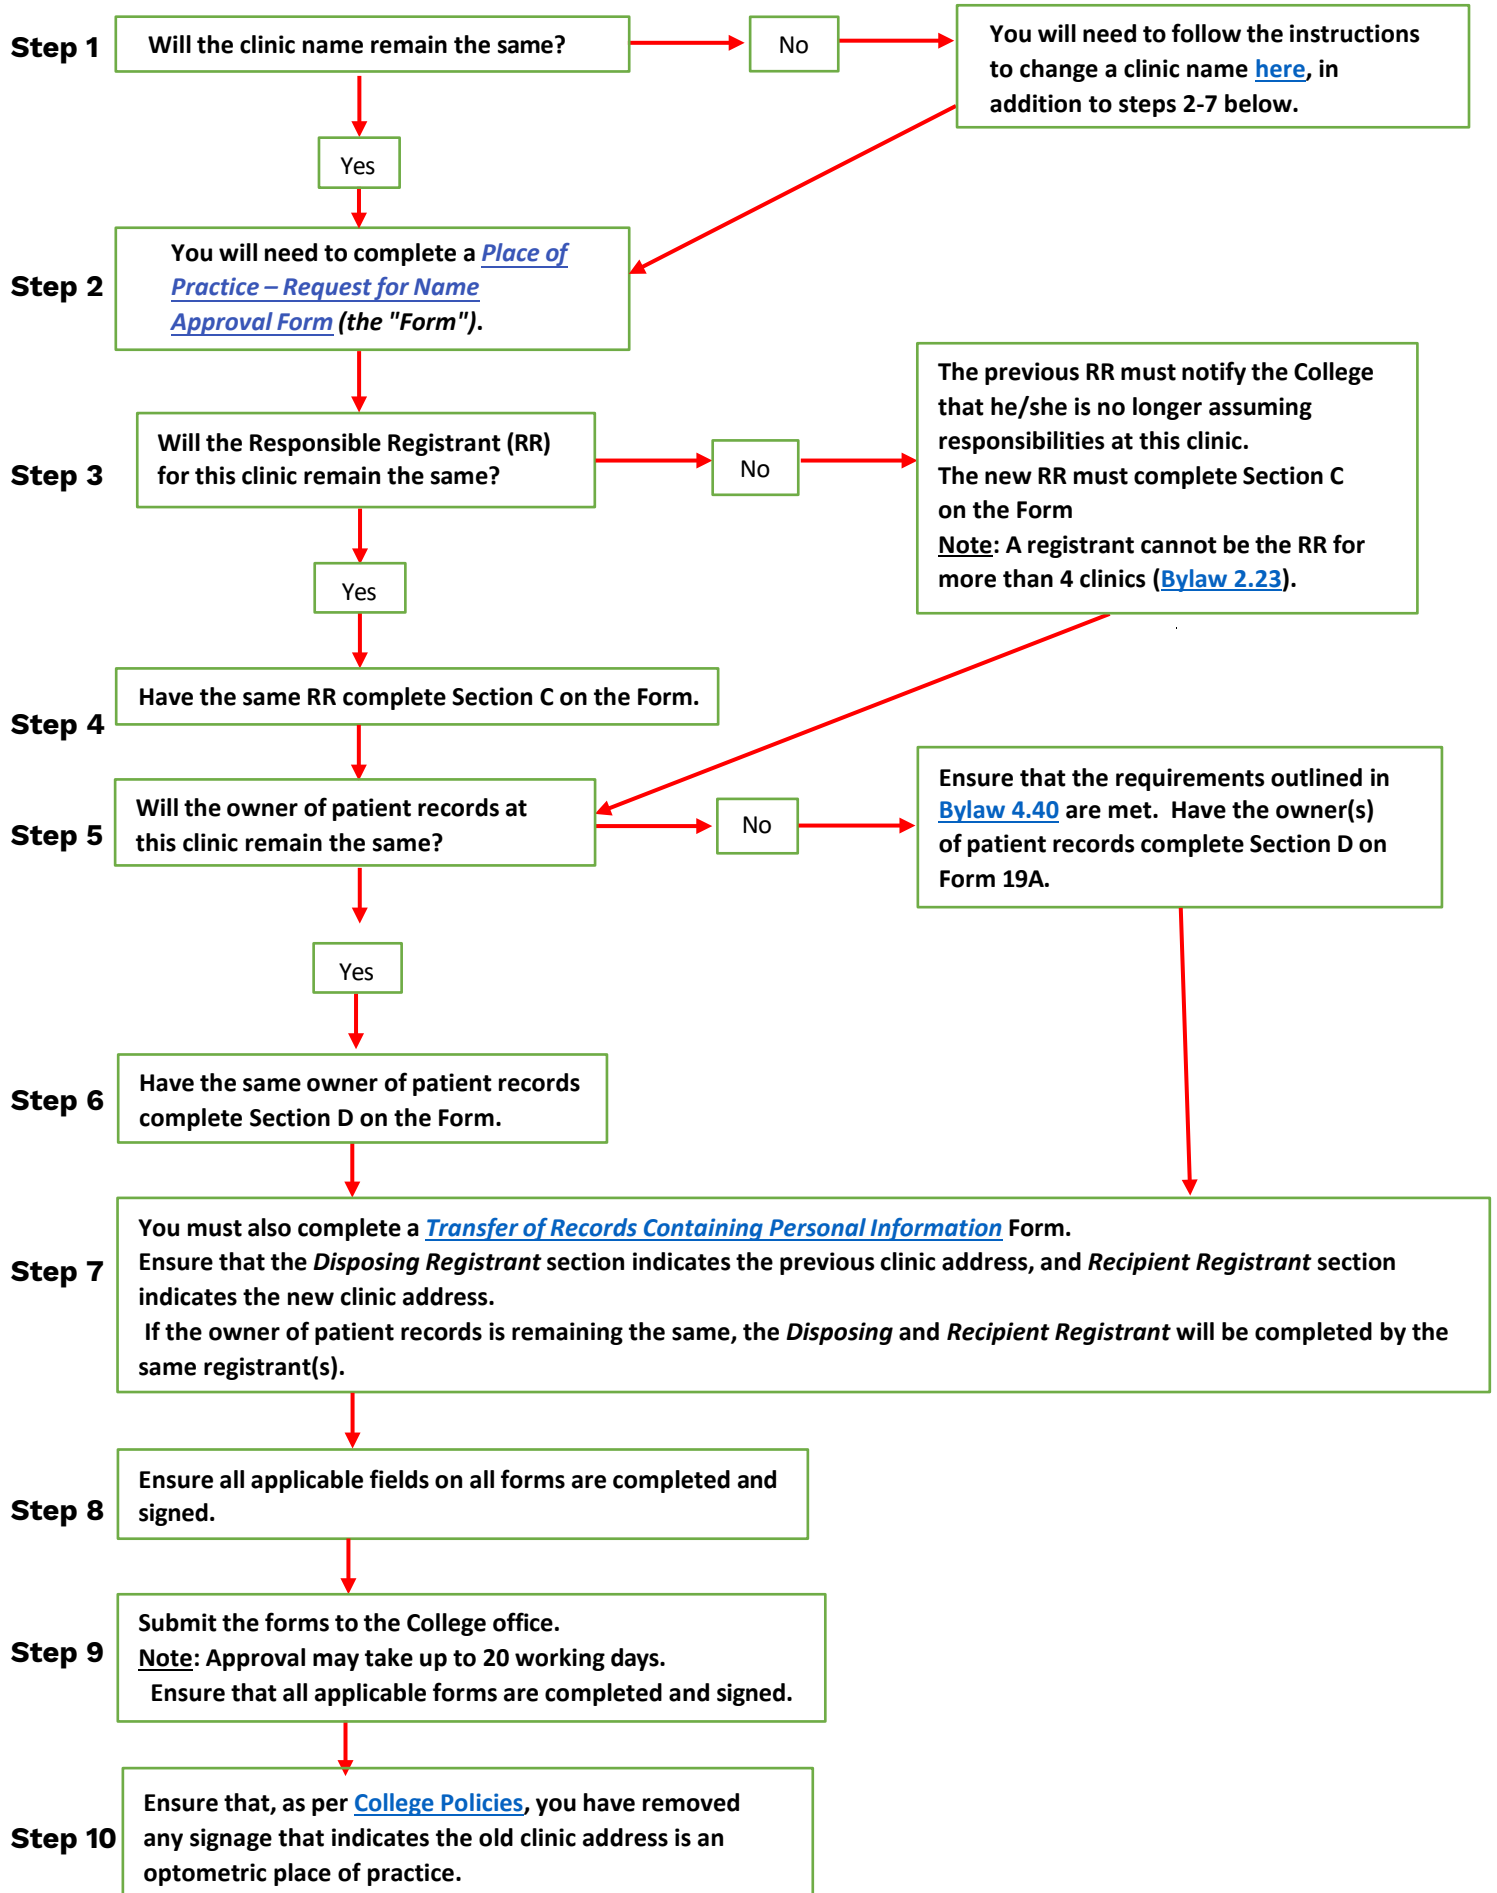 Step 1
Will the clinic name remain the same?
No
You will need to follow the instructions
to change a clinic name here, in
addition to steps 2-7 below.
Yes
Step 2
You will need to complete a Place of
Practice – Request for Name
Approval Form (the "Form").
Step 3
Will the Responsible Registrant (RR)
for this clinic remain the same?
No
The previous RR must notify the College
that he/she is no longer assuming
responsibilities at this clinic.
The new RR must complete Section C
on the Form
Note: A registrant cannot be the RR for
more than 4 clinics (Bylaw 2.23).
Yes
Step 4
Have the same RR complete Section C on the Form.
Step 5
Will the owner of patient records at
this clinic remain the same?
No
Ensure that the requirements outlined in
Bylaw 4.40 are met. Have the owner(s)
of patient records complete Section D on
Form 19A.
Yes
Step 6
Have the same owner of patient records
complete Section D on the Form.
Step 7
You must also complete a Transfer of Records Containing Personal Information Form.
Ensure that the Disposing Registrant section indicates the previous clinic address, and Recipient Registrant section
indicates the new clinic address.
If the owner of patient records is remaining the same, the Disposing and Recipient Registrant will be completed by the
same registrant(s).
Step 8
Ensure all applicable fields on all forms are completed and
signed.
Step 9
Submit the forms to the College office.
Note: Approval may take up to 20 working days.
Ensure that all applicable forms are completed and signed.
Step 10
Ensure that, as per College Policies, you have removed
any signage that indicates the old clinic address is an
optometric place of practice.